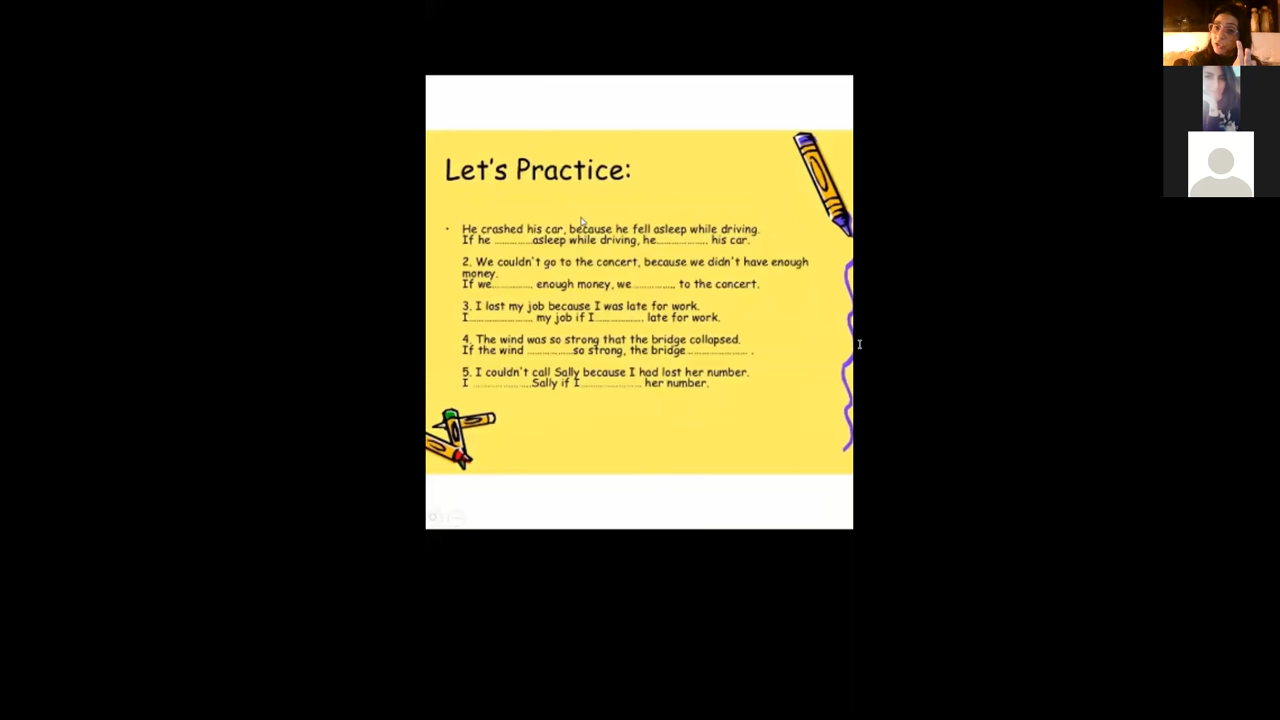 Let's Practice:
• He crashed his car, because he fell asleep while driving.
If he ............asleep while driving, he............... his car.
2. We couldn't go to the concert, because we didn't have enough
money.
If we............ enough money, we ............ to the concert.
3. I lost my job because I was late for work.
I.................. my job if I.............. late for work.
4. The wind was so strong that the bridge collapsed.
If the wind .............so strong, the bridge.................. .
5. I couldn't call Sally because I had lost her number.
I .................Sally if I.................. her number.